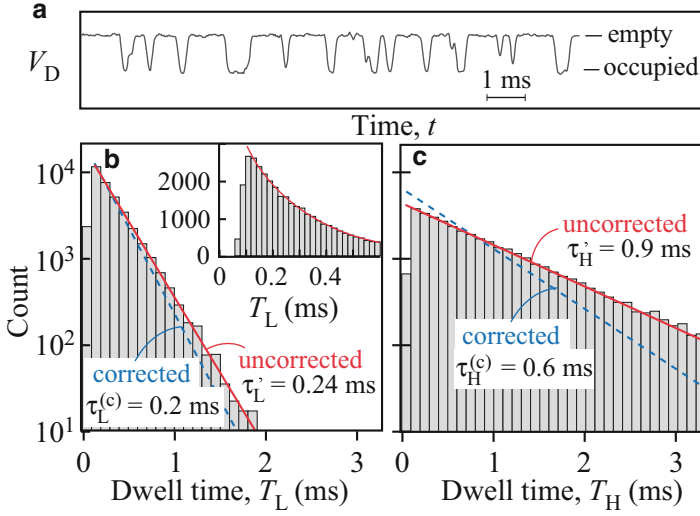 a
V_D
empty
occupied
1 ms
Time, t
b
10^4
10^3
10^2
10^1
Count
2000
1000
0
0 0.2 0.4
T_L (ms)
corrected
τ_L^(c) = 0.2 ms
uncorrected
τ_L' = 0.24 ms
0 1 2 3
Dwell time, T_L (ms)
c
uncorrected
τ_H' = 0.9 ms
corrected
τ_H^(c) = 0.6 ms
0 1 2 3
Dwell time, T_H (ms)